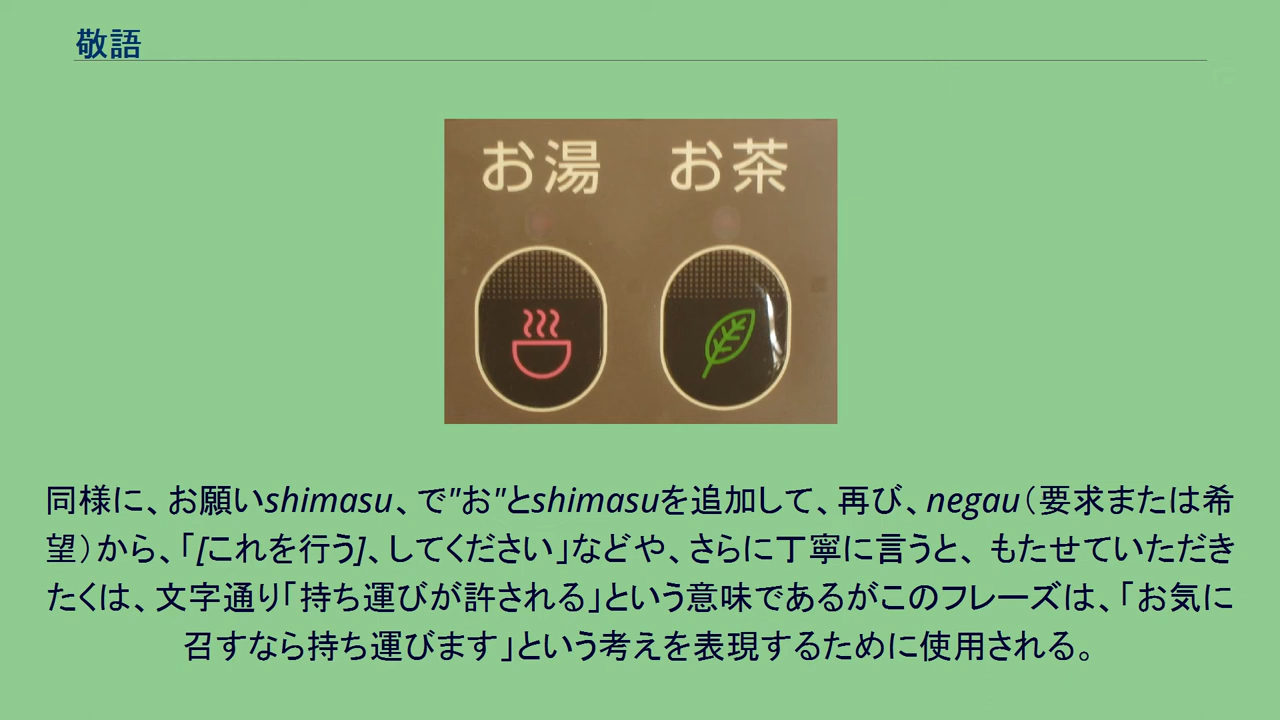 敬語
お湯 お茶
同様に、お願いshimasu、で"お"とshimasuを追加して、再び、negau（要求または希
望）から、「[これを行う]、してください」などや、さらに丁寧に言うと、 もたせていただき
たくは、文字通り「持ち運びが許される」という意味であるがこのフレーズは、「お気に
召すなら持ち運びます」という考えを表現するために使用される。